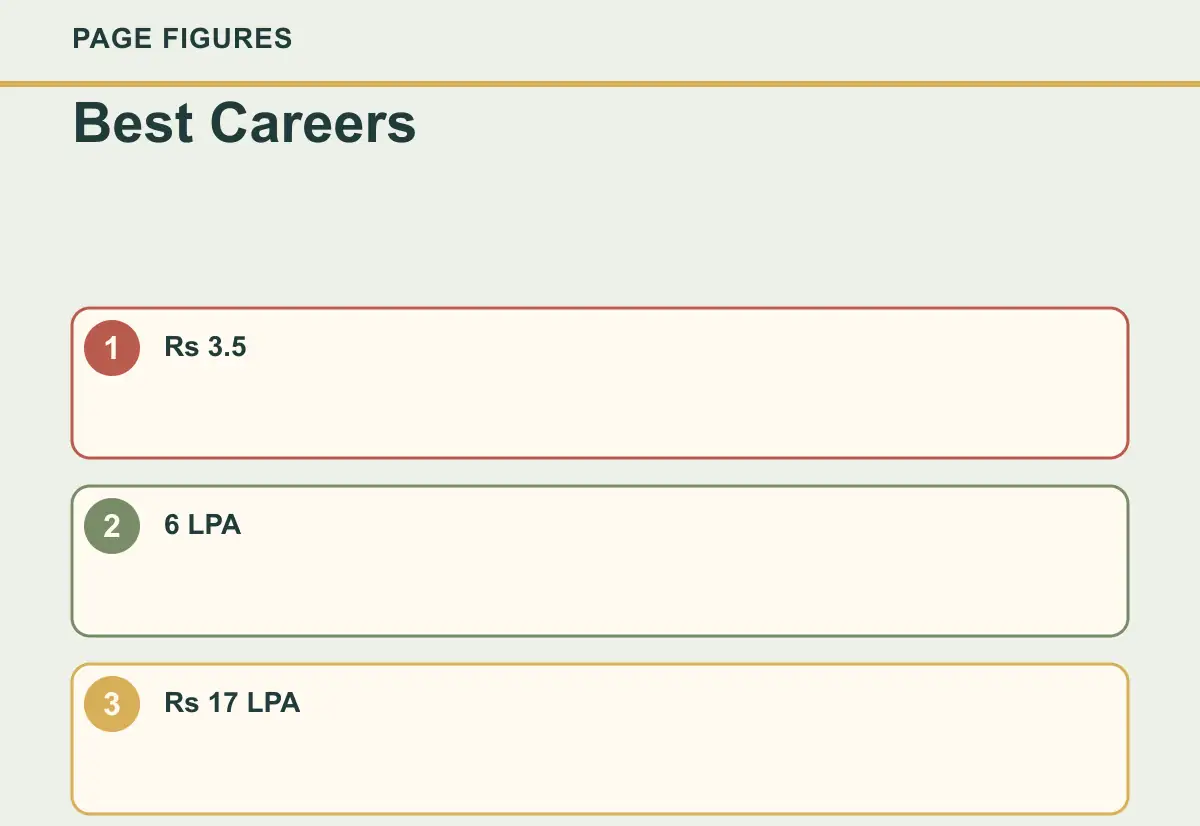 PAGE FIGURES
Best Careers
1 Rs 3.5
2 6 LPA
3 Rs 17 LPA